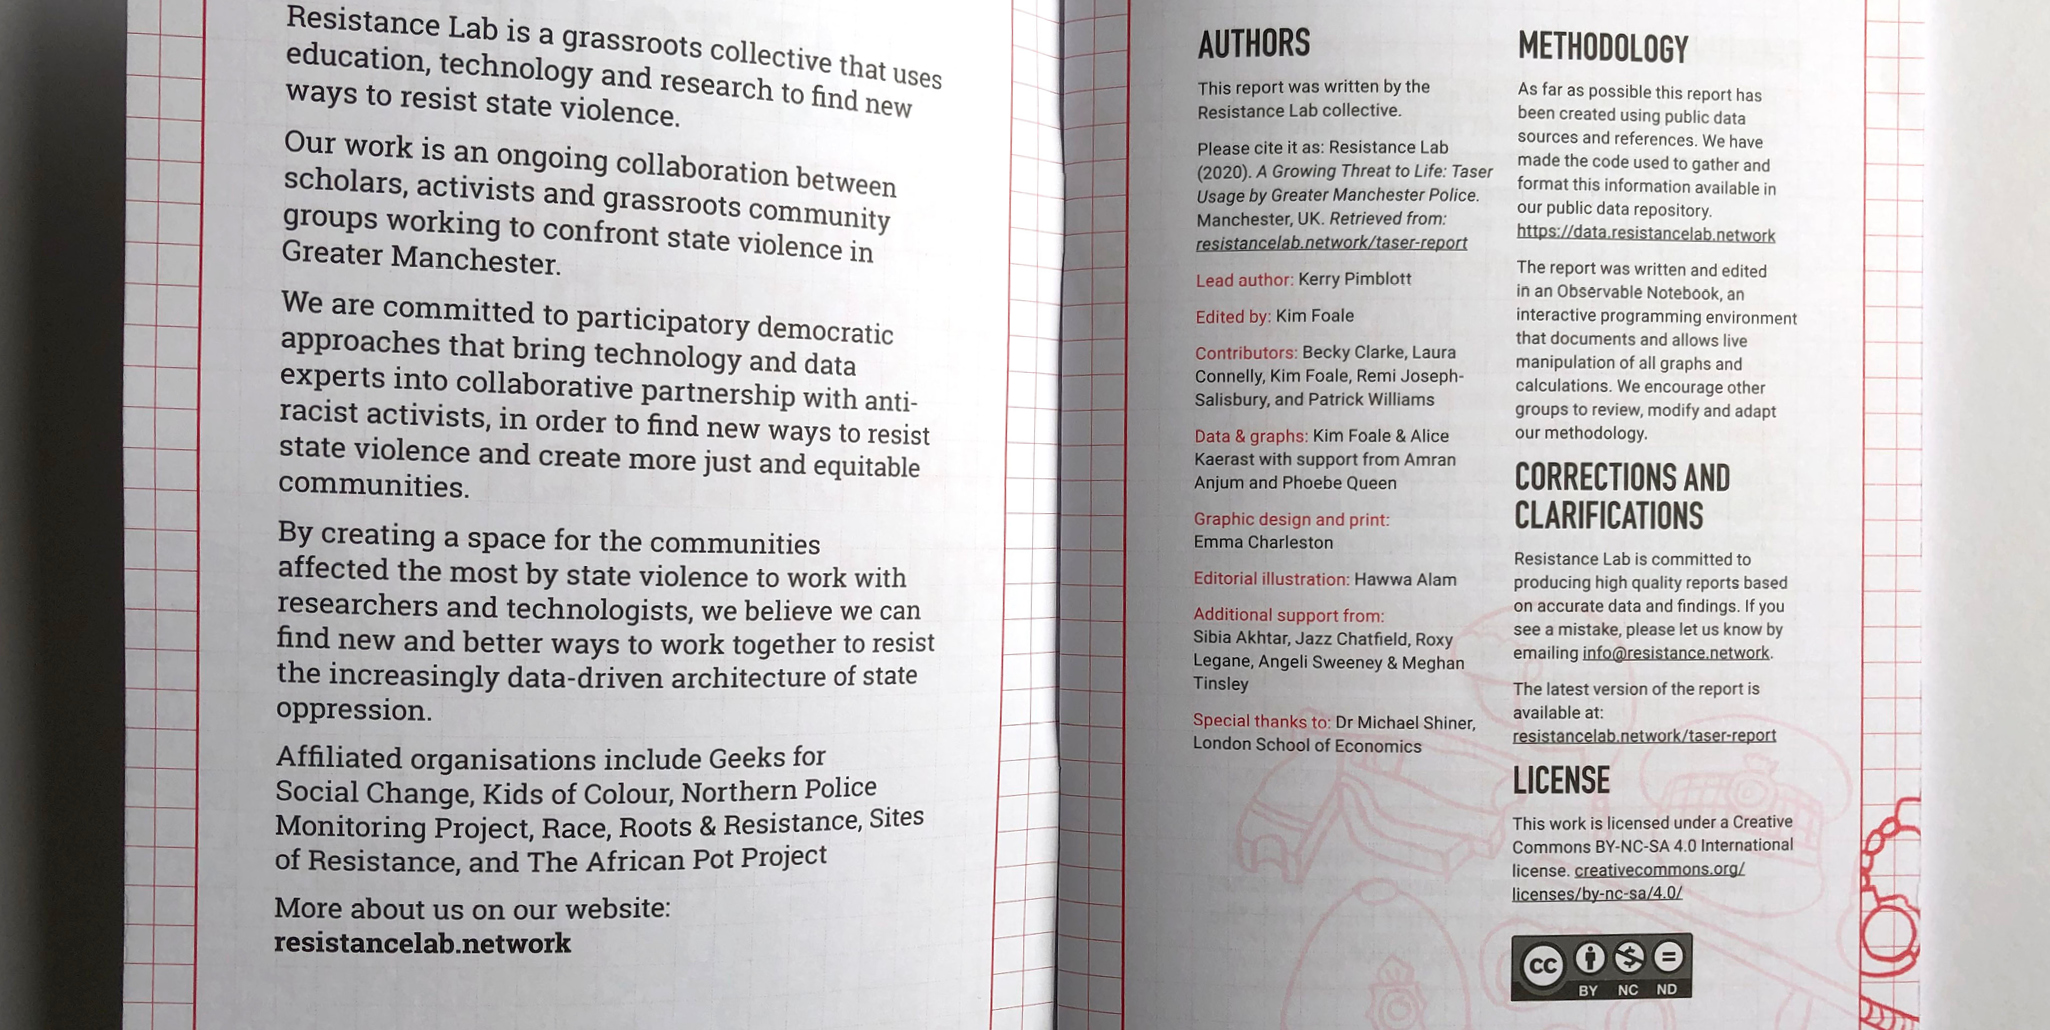 Resistance Lab is a grassroots collective that uses
education, technology and research to find new
ways to resist state violence.
Our work is an ongoing collaboration between
scholars, activists and grassroots community
groups working to confront state violence in
Greater Manchester.
We are committed to participatory democratic
approaches that bring technology and data
experts into collaborative partnership with anti-
racist activists, in order to find new ways to resist
state violence and create more just and equitable
communities.
By creating a space for the communities
affected the most by state violence to work with
researchers and technologists, we believe we can
find new and better ways to work together to resist
the increasingly data-driven architecture of state
oppression.
Affiliated organisations include Geeks for
Social Change, Kids of Colour, Northern Police
Monitoring Project, Race, Roots & Resistance, Sites
of Resistance, and The African Pot Project
More about us on our website:
resistancelab.network
AUTHORS
This report was written by the
Resistance Lab collective.
Please cite it as: Resistance Lab
(2020). A Growing Threat to Life: Taser
Usage by Greater Manchester Police.
Manchester, UK. Retrieved from:
resistancelab.network/taser-report
Lead author: Kerry Pimblott
Edited by: Kim Foale
Contributors: Becky Clarke, Laura
Connelly, Kim Foale, Remi Joseph-
Salisbury, and Patrick Williams
Data & graphs: Kim Foale & Alice
Kaerast with support from Amran
Anjum and Phoebe Queen
Graphic design and print:
Emma Charleston
Editorial illustration: Hawwa Alam
Additional support from:
Sibia Akhtar, Jazz Chatfield, Roxy
Legane, Angeli Sweeney & Meghan
Tinsley
Special thanks to: Dr Michael Shiner,
London School of Economics
METHODOLOGY
As far as possible this report has
been created using public data
sources and references. We have
made the code used to gather and
format this information available in
our public data repository.
https://data.resistancelab.network
The report was written and edited
in an Observable Notebook, an
interactive programming environment
that documents and allows live
manipulation of all graphs and
calculations. We encourage other
groups to review, modify and adapt
our methodology.
CORRECTIONS AND
CLARIFICATIONS
Resistance Lab is committed to
producing high quality reports based
on accurate data and findings. If you
see a mistake, please let us know by
emailing info@resistance.network.
The latest version of the report is
available at:
resistancelab.network/taser-report
LICENSE
This work is licensed under a Creative
Commons BY-NC-SA 4.0 International
license. creativecommons.org/
licenses/by-nc-sa/4.0/
CC
BY NC ND